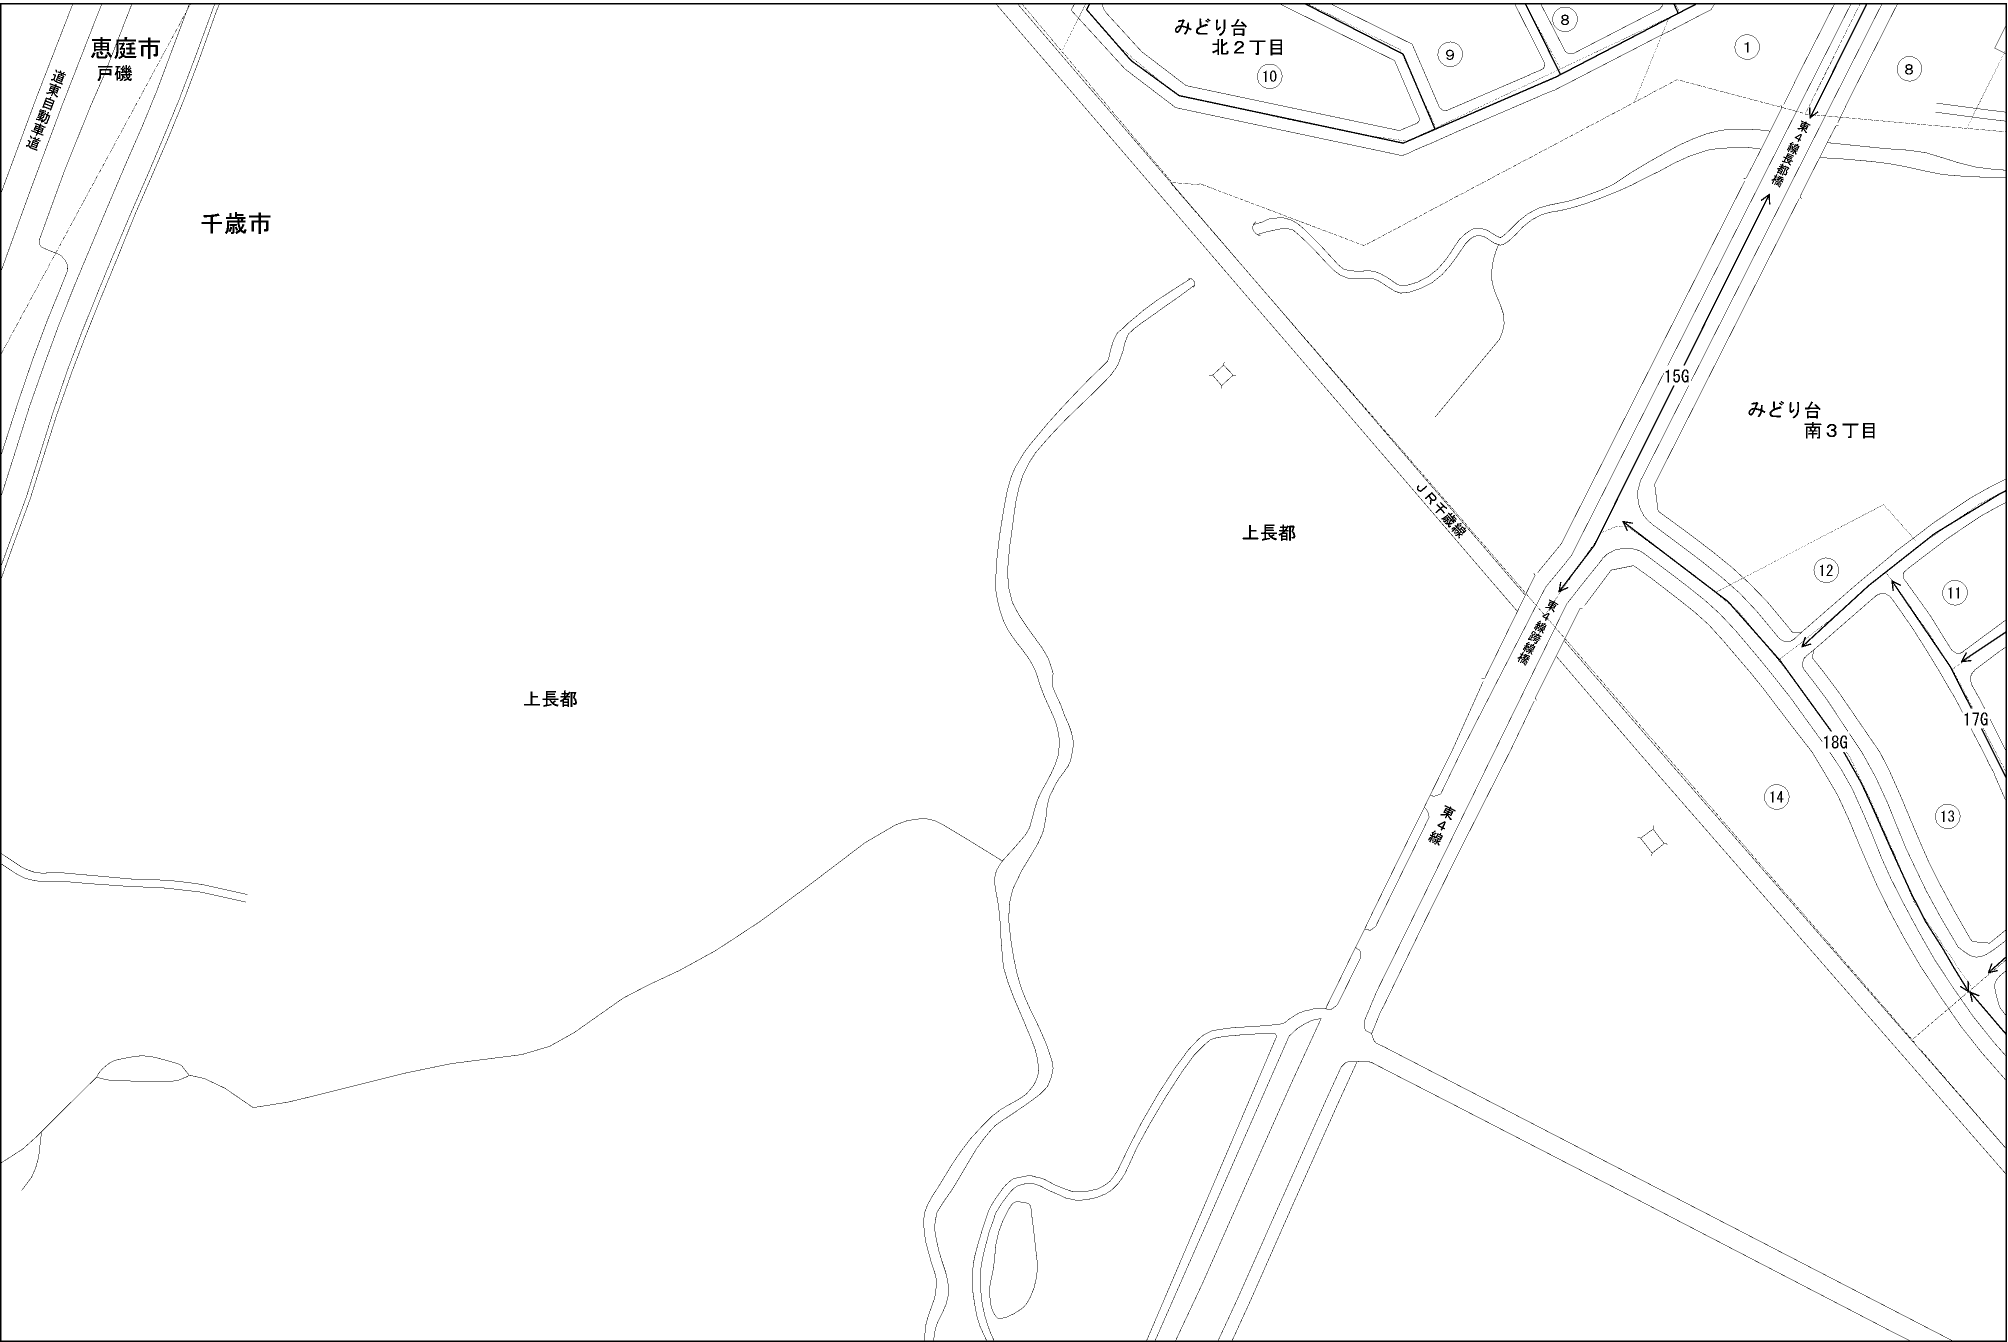 恵庭市
戸磯
道東自動車道
千歳市
みどり台
北２丁目
10
9
8
1
8
東４線長都橋
15G
みどり台
南３丁目
ＪＲ千歳線
上長都
12
11
東４線跨線橋
上長都
17G
18G
14
13
東４線